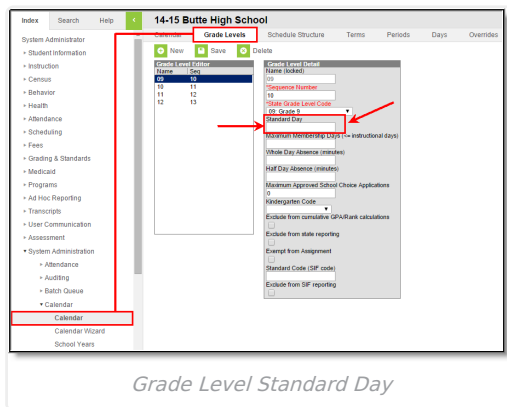 Index Search Help
14-15 Butte High School
Calendar Grade Levels Schedule Structure Terms Periods Days Overrides
System Administrator
Student Information
Instruction
Census
Behavior
Health
Attendance
Scheduling
Fees
Grading & Standards
Medicaid
Programs
Ad Hoc Reporting
Transcripts
User Communication
Assessment
System Administration
Attendance
Auditing
Batch Queue
Calendar
Calendar
Calendar Wizard
School Years
New Save Delete
Grade Level Editor
Name Seq
09 10
10 11
11 12
12 13
Grade Level Detail
Name (locked)
09
*Sequence Number
10
*State Grade Level Code
09: Grade 9
Standard Day
Maximum Membership Days (<= instructional days)
Whole Day Absence (minutes)
Half Day Absence (minutes)
Maximum Approved School Choice Applications
0
Kindergarten Code
Exclude from cumulative GPA/Rank calculations
Exclude from state reporting
Exempt from Assignment
Standard Code (SIF code)
Exclude from SIF reporting
Grade Level Standard Day